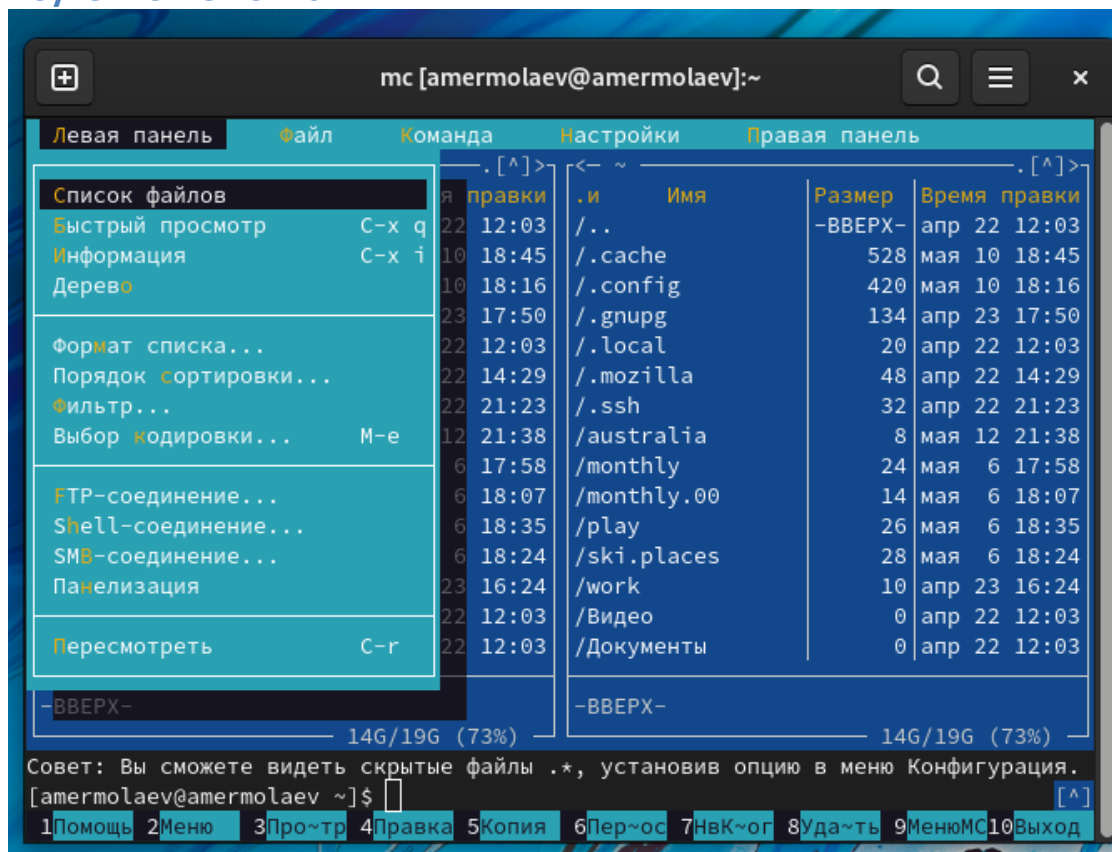 mc [amermolaev@amermolaev]:~
Левая панель Файл Команда Настройки Правая панель
.[^]>
<— ~ .[^]>
Список файлов я правки .и Имя Размер Время правки
Быстрый просмотр C-x q 22 12:03 /.. -ВВЕРХ- апр 22 12:03
Информация C-x i 10 18:45 /.cache 528 мая 10 18:45
Дерево 10 18:16 /.config 420 мая 10 18:16
23 17:50 /.gnupg 134 апр 23 17:50
Формат списка... 22 12:03 /.local 20 апр 22 12:03
Порядок сортировки... 22 14:29 /.mozilla 48 апр 22 14:29
Фильтр... 22 21:23 /.ssh 32 апр 22 21:23
Выбор кодировки... M-e 12 21:38 /australia 8 мая 12 21:38
6 17:58 /monthly 24 мая 6 17:58
FTP-соединение... 6 18:07 /monthly.00 14 мая 6 18:07
Shell-соединение... 6 18:35 /play 26 мая 6 18:35
SMB-соединение... 6 18:24 /ski.places 28 мая 6 18:24
Панелизация 23 16:24 /work 10 апр 23 16:24
22 12:03 /Видео 0 апр 22 12:03
Пересмотреть C-r 22 12:03 /Документы 0 апр 22 12:03
-ВВЕРХ- -ВВЕРХ-
14G/19G (73%) 14G/19G (73%)
Совет: Вы сможете видеть скрытые файлы .*, установив опцию в меню Конфигурация.
[amermolaev@amermolaev ~]$ [^]
1Помощь 2Меню 3Про~тр 4Правка 5Копия 6Пер~ос 7НвК~ог 8Уда~ть 9МенюMC 10Выход